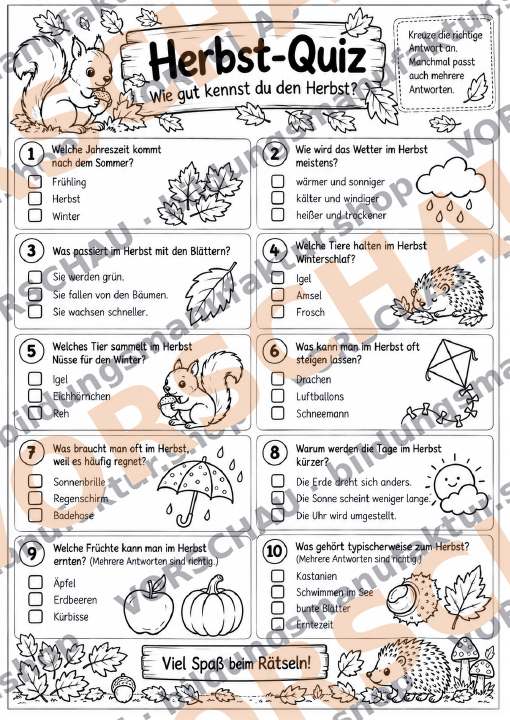 Herbst-Quiz
Wie gut kennst du den Herbst?
Kreuze die richtige
Antwort an.
Manchmal passt
auch mehrere
Antworten.
1 Welche Jahreszeit kommt
nach dem Sommer?
Frühling
Herbst
Winter
2 Wie wird das Wetter im Herbst
meistens?
wärmer und sonniger
kälter und windiger
heißer und trockener
3 Was passiert im Herbst mit den Blättern?
Sie werden grün.
Sie fallen von den Bäumen.
Sie wachsen schneller.
4 Welche Tiere halten im Herbst
Winterschlaf?
Igel
Amsel
Frosch
5 Welches Tier sammelt im Herbst
Nüsse für den Winter?
Igel
Eichhörnchen
Reh
6 Was kann man im Herbst oft
steigen lassen?
Drachen
Luftballons
Schneemann
7 Was braucht man oft im Herbst,
weil es häufig regnet?
Sonnenbrille
Regenschirm
Badehose
8 Warum werden die Tage im Herbst
kürzer?
Die Erde dreht sich anders.
Die Sonne scheint weniger lange.
Die Uhr wird umgestellt.
9 Welche Früchte kann man im Herbst
ernten? (Mehrere Antworten sind richtig.)
Äpfel
Erdbeeren
Kürbisse
10 Was gehört typischerweise zum Herbst?
(Mehrere Antworten sind richtig.)
Kastanien
Schwimmen im See
bunte Blätter
Erntezeit
Viel Spaß beim Rätseln!
VORSCHAU
VORSCHAU · bildungsmanufaktur.shop